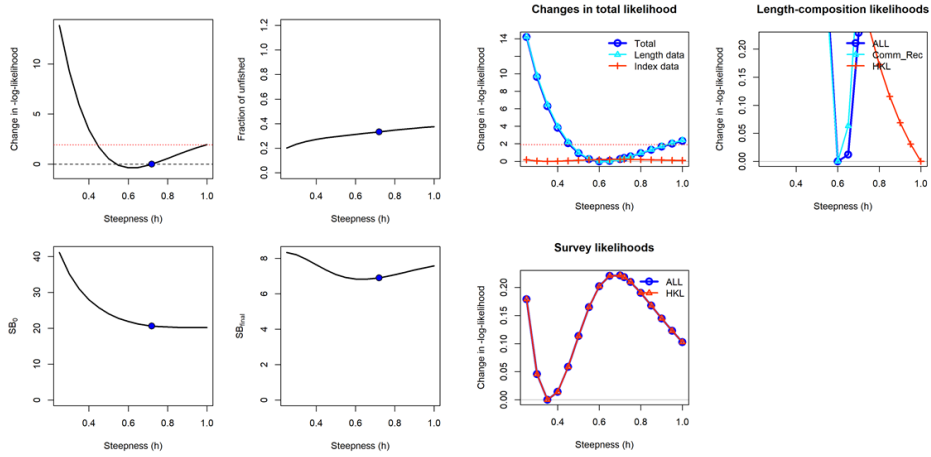 Changes in total likelihood
Length-composition likelihoods
Change in -log-likelihood
0
5
10
0.4
0.6
0.8
1.0
Steepness (h)
Fraction of unfished
0.0
0.2
0.4
0.6
0.8
1.0
1.2
0.4
0.6
0.8
1.0
Steepness (h)
Change in -log-likelihood
0
2
4
6
8
10
12
14
Total
Length data
Index data
0.4
0.6
0.8
1.0
Steepness (h)
Change in -log-likelihood
0.00
0.05
0.10
0.15
0.20
ALL
Comm_Rec
HKL
0.4
0.6
0.8
1.0
Steepness (h)
Survey likelihoods
SB0
0
10
20
30
40
0.4
0.6
0.8
1.0
Steepness (h)
SBfinal
0
2
4
6
8
0.4
0.6
0.8
1.0
Steepness (h)
Change in -log-likelihood
0.00
0.05
0.10
0.15
0.20
ALL
HKL
0.4
0.6
0.8
1.0
Steepness (h)